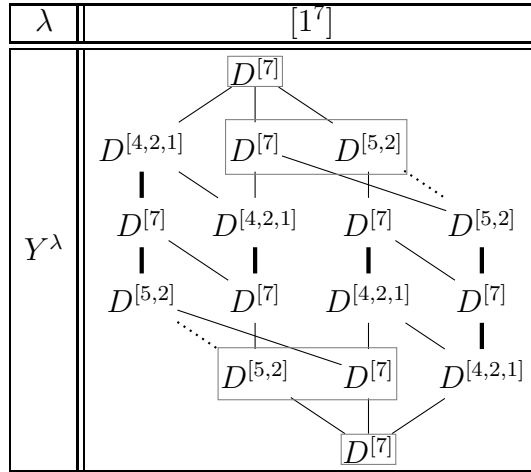 λ [1^7]
D^{[7]}
D^{[4,2,1]} D^{[7]} D^{[5,2]}
D^{[7]} D^{[4,2,1]} D^{[7]} D^{[5,2]}
Y^λ
D^{[5,2]} D^{[7]} D^{[4,2,1]} D^{[7]}
D^{[5,2]} D^{[7]} D^{[4,2,1]}
D^{[7]}